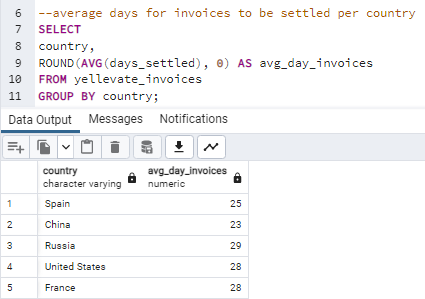 6 --average days for invoices to be settled per country
7 SELECT
8 country,
9 ROUND(AVG(days_settled), 0) AS avg_day_invoices
10 FROM yellevate_invoices
11 GROUP BY country;
Data Output Messages Notifications
country avg_day_invoices
character varying numeric
1 Spain 25
2 China 23
3 Russia 29
4 United States 28
5 France 28